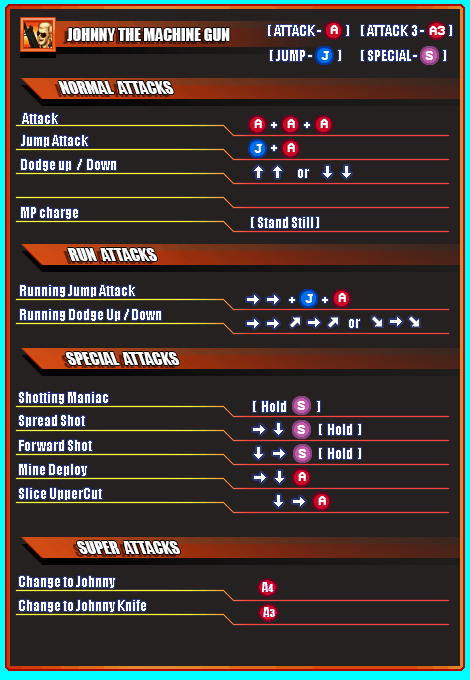 JOHNNY THE MACHINE GUN [ ATTACK - A ] [ ATTACK 3 - A3 ]
[ JUMP - J ] [ SPECIAL - S ]
NORMAL ATTACKS
Attack A + A + A
Jump Attack J + A
Dodge up / Down ↑ ↑ or ↓ ↓
MP charge [ Stand Still ]
RUN ATTACKS
Running Jump Attack → → + J + A
Running Dodge Up / Down → → ↗ → ↗ or ↘ → ↘
SPECIAL ATTACKS
Shotting Maniac [ Hold S ]
Spread Shot → ↓ S [ Hold ]
Forward Shot ↓ → S [ Hold ]
Mine Deploy → ↓ A
Slice UpperCut ↓ → A
SUPER ATTACKS
Change to Johnny A4
Change to Johnny Knife A3